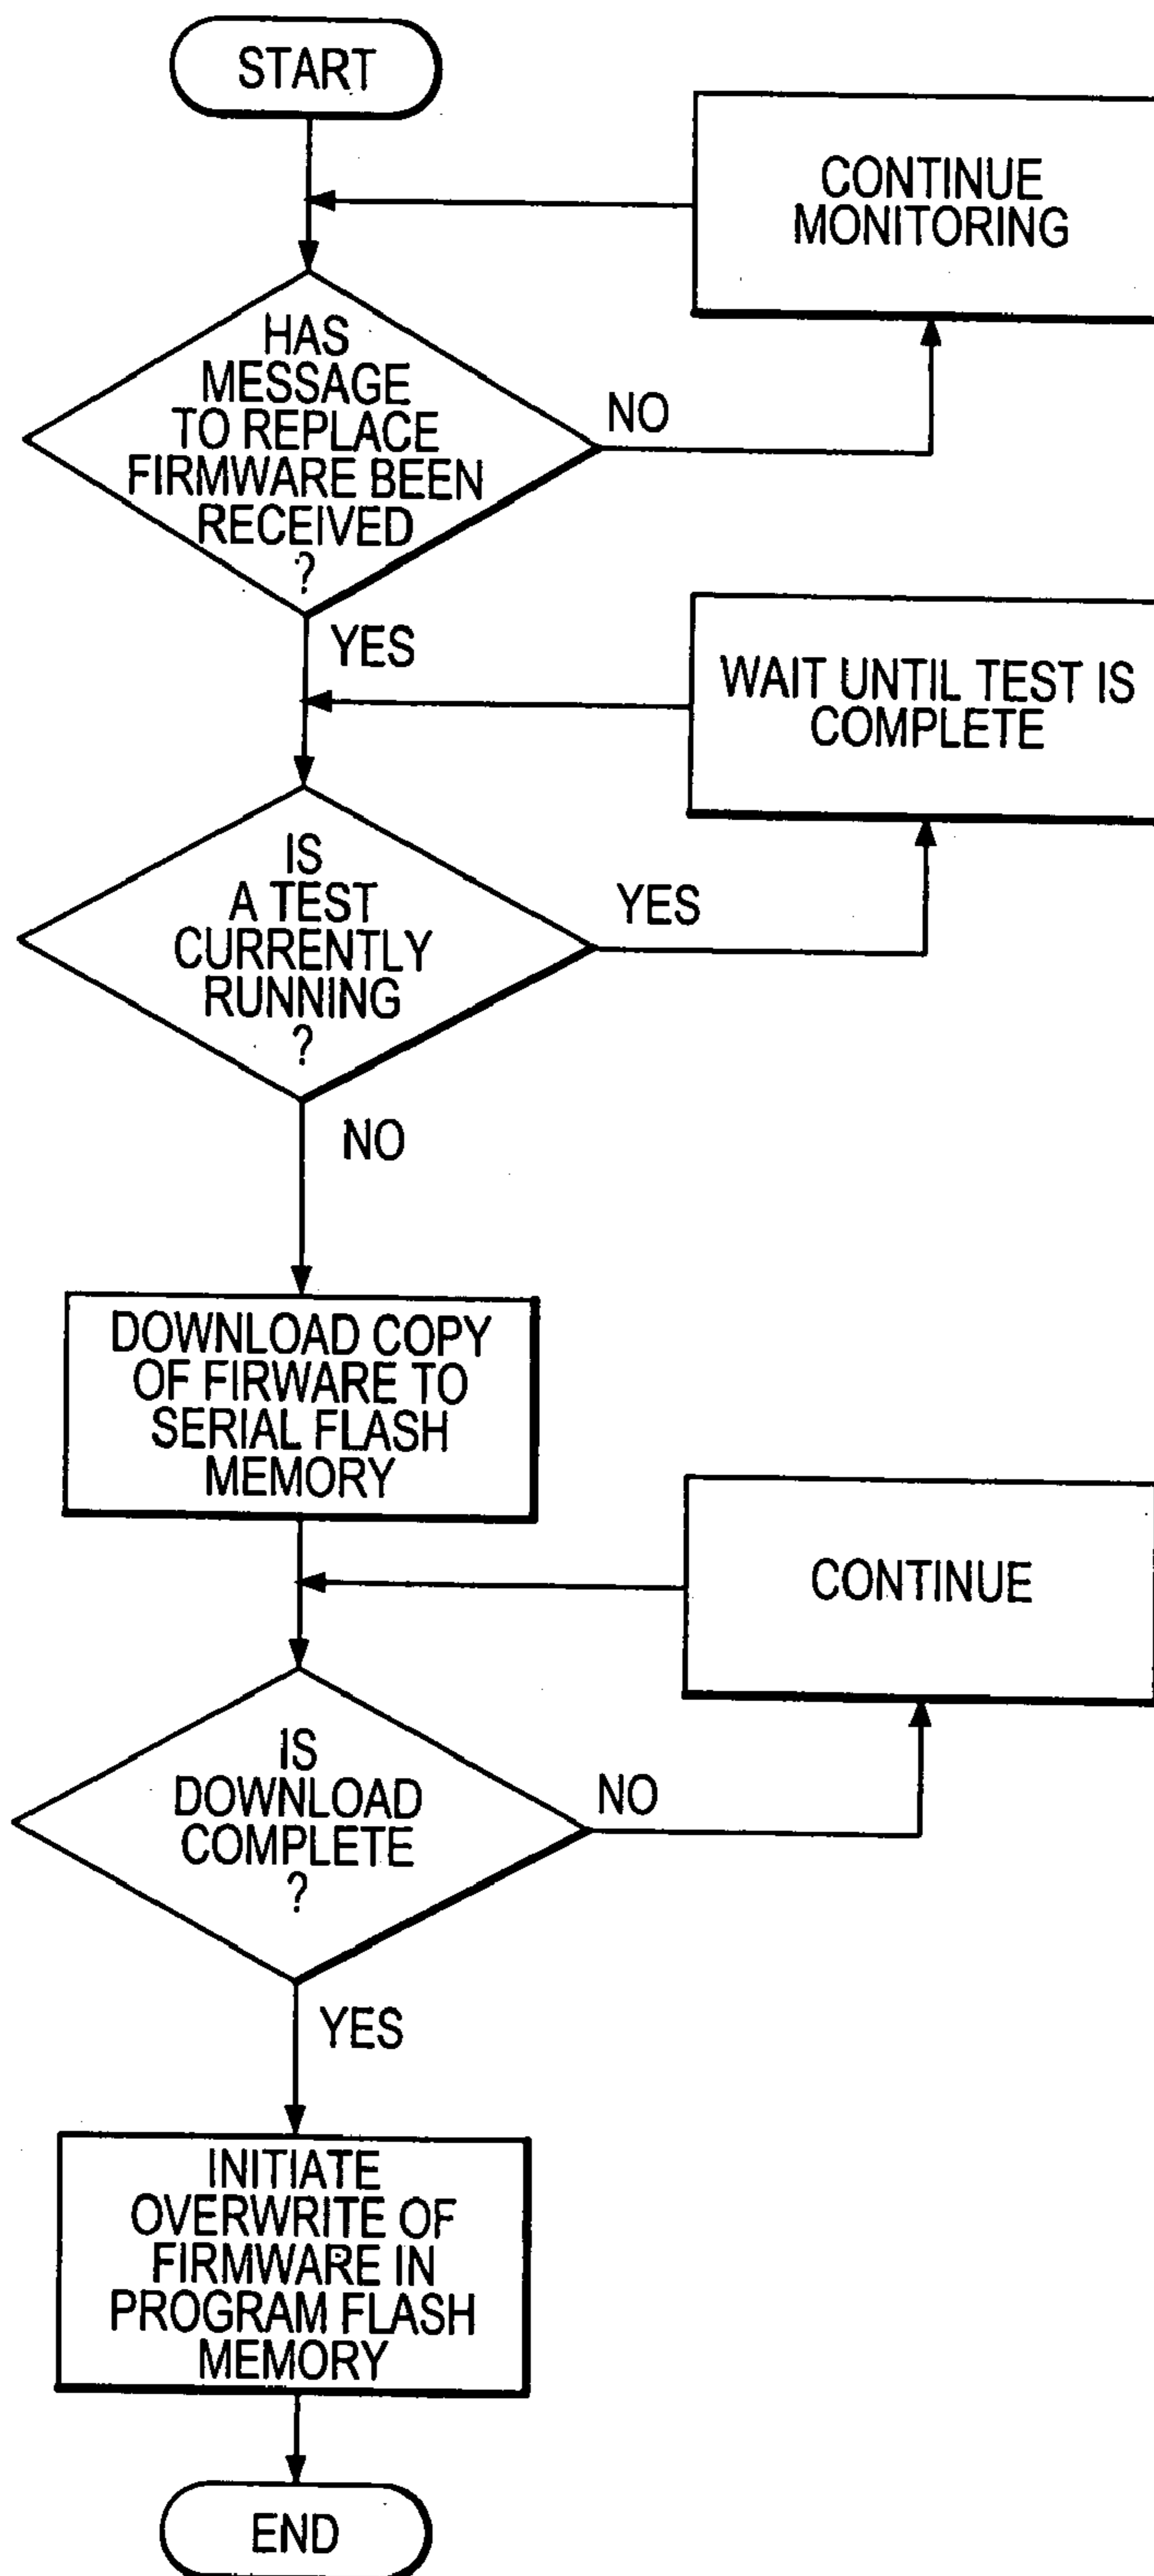 START
CONTINUE
MONITORING
HAS
MESSAGE
TO REPLACE
FIRMWARE BEEN
RECEIVED
?
NO
YES
WAIT UNTIL TEST IS
COMPLETE
IS
A TEST
CURRENTLY
RUNNING
?
YES
NO
DOWNLOAD COPY
OF FIRWARE TO
SERIAL FLASH
MEMORY
CONTINUE
IS
DOWNLOAD
COMPLETE
?
NO
YES
INITIATE
OVERWRITE OF
FIRMWARE IN
PROGRAM FLASH
MEMORY
END